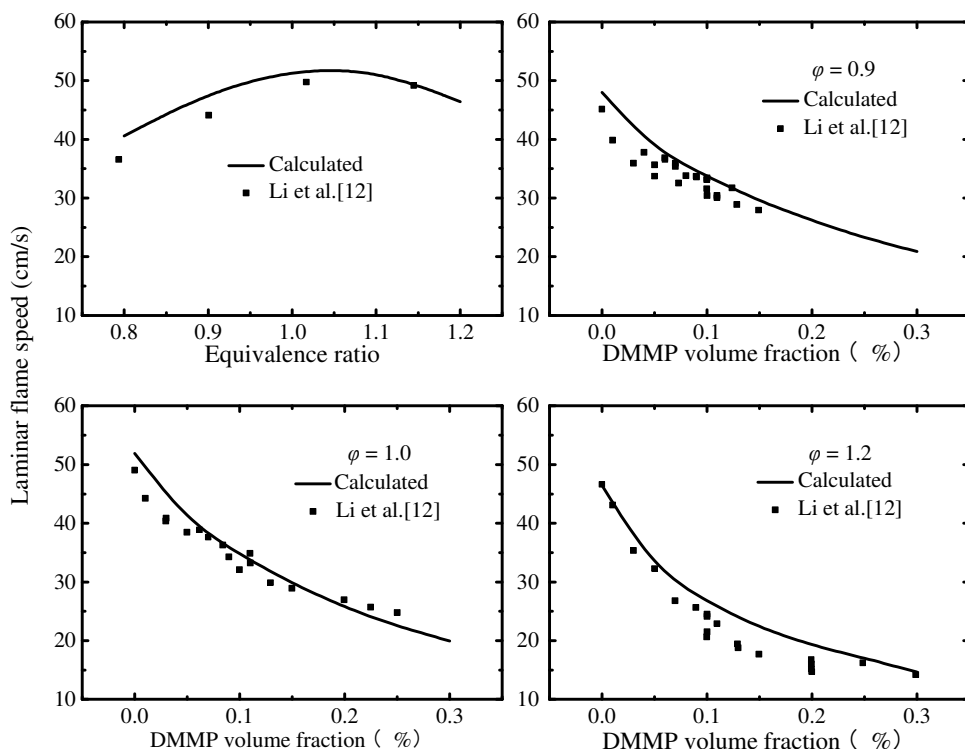 Laminar flame speed (cm/s)
60
50
40
30
20
10
Calculated
Li et al.[12]
0.8 0.9 1.0 1.1 1.2
Equivalence ratio
60
50
40
30
20
10
φ = 0.9
Calculated
Li et al.[12]
0.0 0.1 0.2 0.3
DMMP volume fraction ( %)
60
50
40
30
20
10
φ = 1.0
Calculated
Li et al.[12]
0.0 0.1 0.2 0.3
DMMP volume fraction ( %)
60
50
40
30
20
10
φ = 1.2
Calculated
Li et al.[12]
0.0 0.1 0.2 0.3
DMMP volume fraction ( %)